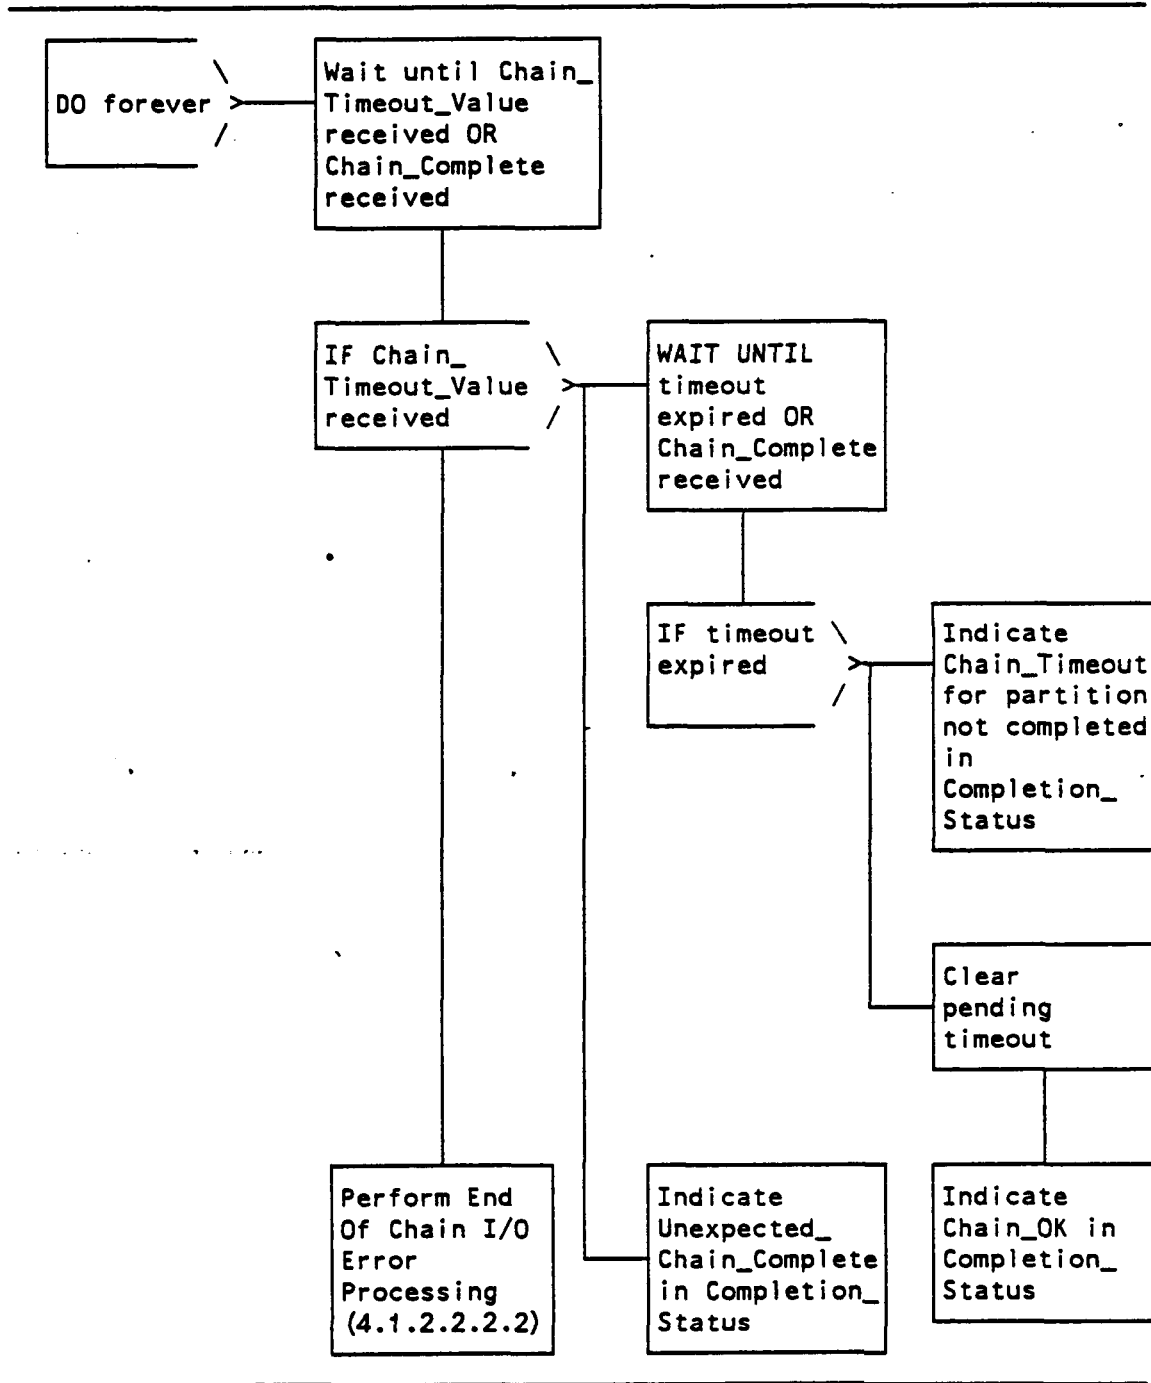 DO forever
Wait until Chain_
Timeout_Value
received OR
Chain_Complete
received
IF Chain_
Timeout_Value
received
WAIT UNTIL
timeout
expired OR
Chain_Complete
received
IF timeout
expired
Indicate
Chain_Timeout
for partition
not completed
in
Completion_
Status
Clear
pending
timeout
Perform End
Of Chain I/O
Error
Processing
(4.1.2.2.2.2)
Indicate
Unexpected_
Chain_Complete
in Completion_
Status
Indicate
Chain_OK in
Completion_
Status